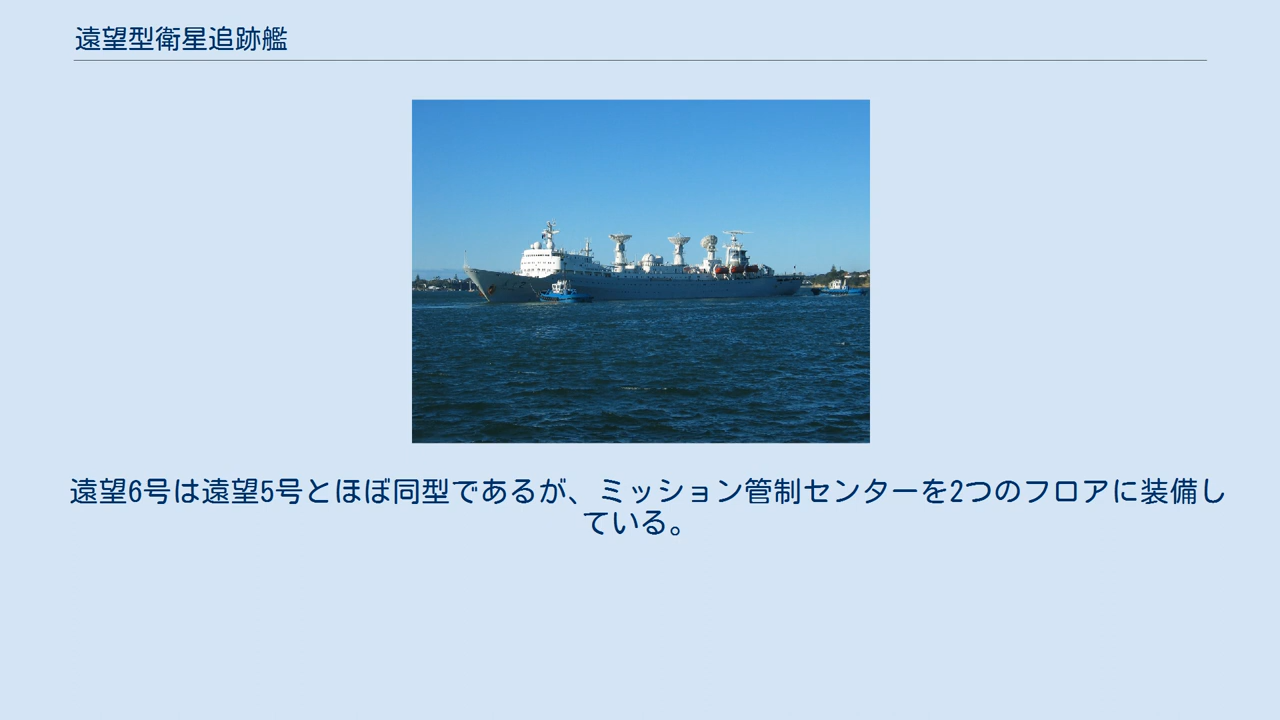 遠望型衛星追跡艦
遠望6号は遠望5号とほぼ同型であるが、ミッション管制センターを2つのフロアに装備し
ている。